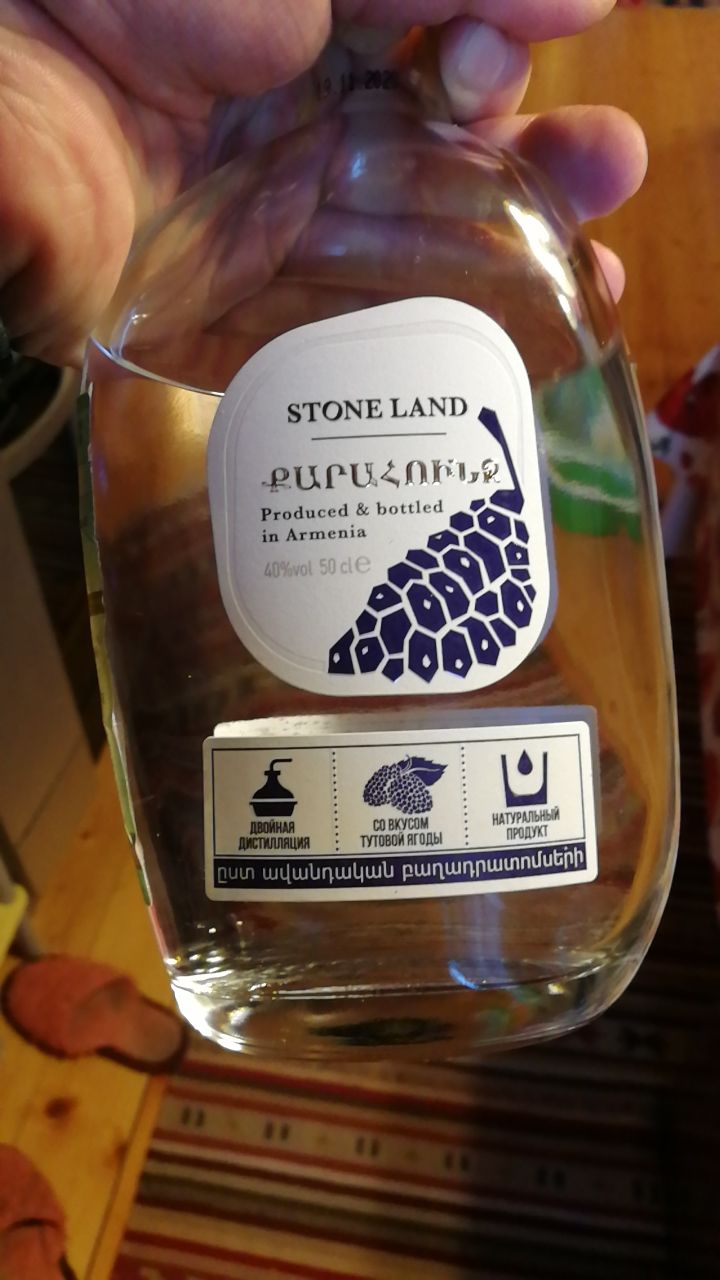 STONE LAND
ՔԱՐԱՀՈՒՆՋ
Produced & bottled
in Armenia
40%vol 50 cl e
ДВОЙНАЯ
ДИСТИЛЛЯЦИЯ
СО ВКУСОМ
ТУТОВОЙ ЯГОДЫ
НАТУРАЛЬНЫЙ
ПРОДУКТ
ըստ ավանդական բաղադրատոմսերի